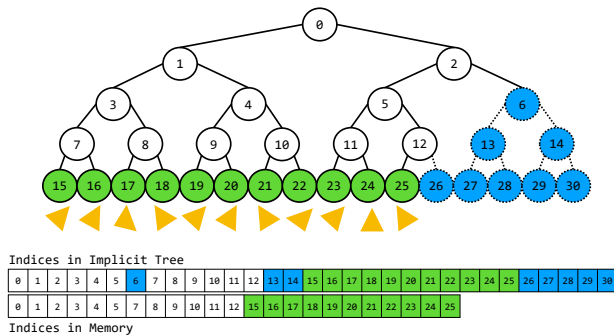 0
1 2
3 4 5 6
7 8 9 10 11 12 13 14
15 16 17 18 19 20 21 22 23 24 25 26 27 28 29 30
Indices in Implicit Tree
0 1 2 3 4 5 6 7 8 9 10 11 12 13 14 15 16 17 18 19 20 21 22 23 24 25 26 27 28 29 30
0 1 2 3 4 5 7 8 9 10 11 12 15 16 17 18 19 20 21 22 23 24 25
Indices in Memory